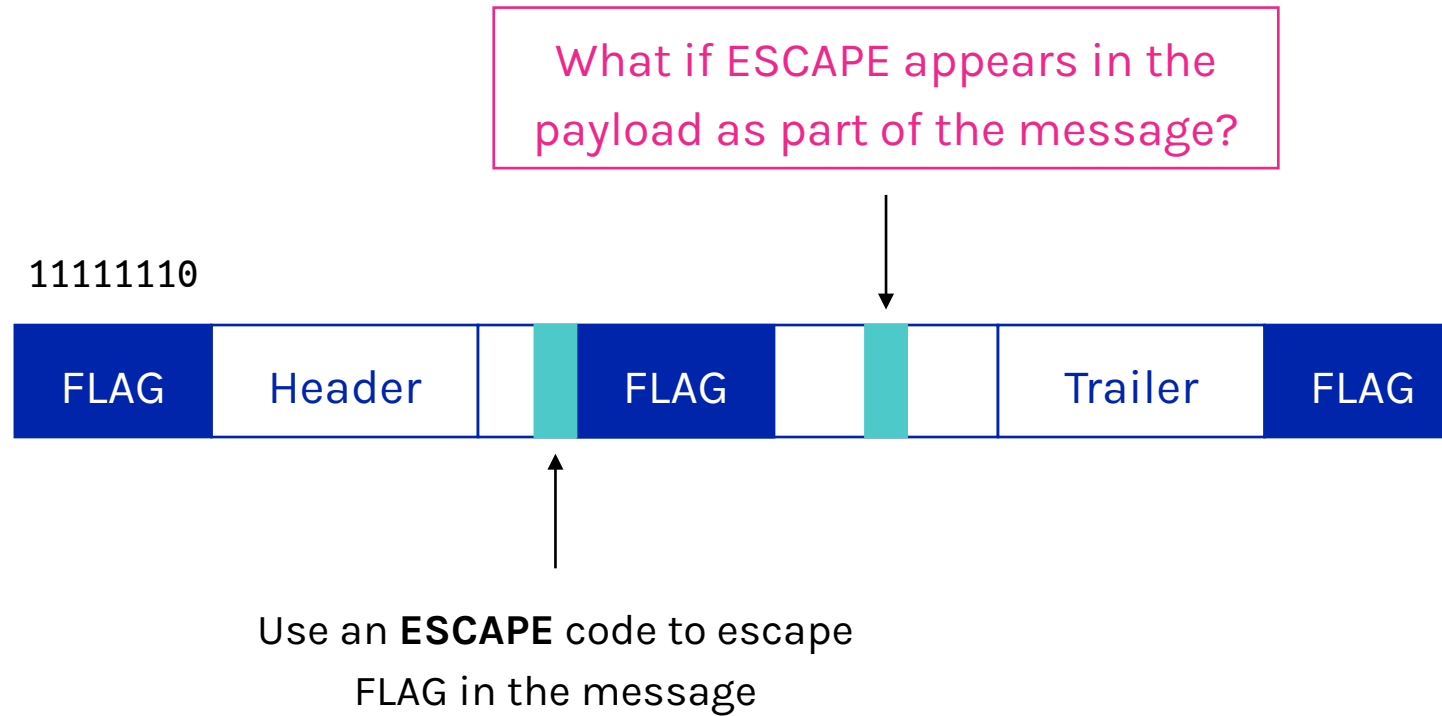 What if ESCAPE appears in the
payload as part of the message?
11111110
FLAG Header FLAG Trailer FLAG
Use an ESCAPE code to escape
FLAG in the message